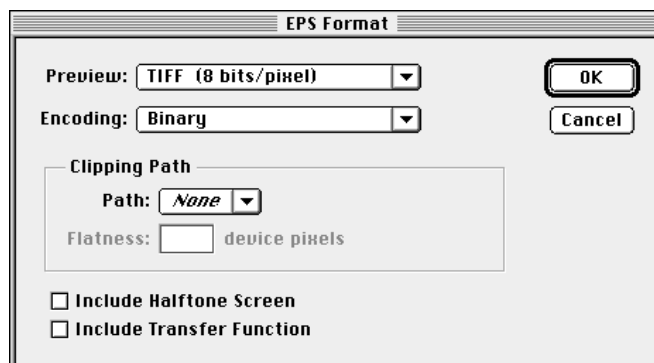 EPS Format
Preview: TIFF (8 bits/pixel)
OK
Encoding: Binary
Cancel
Clipping Path
Path: None
Flatness: device pixels
Include Halftone Screen
Include Transfer Function